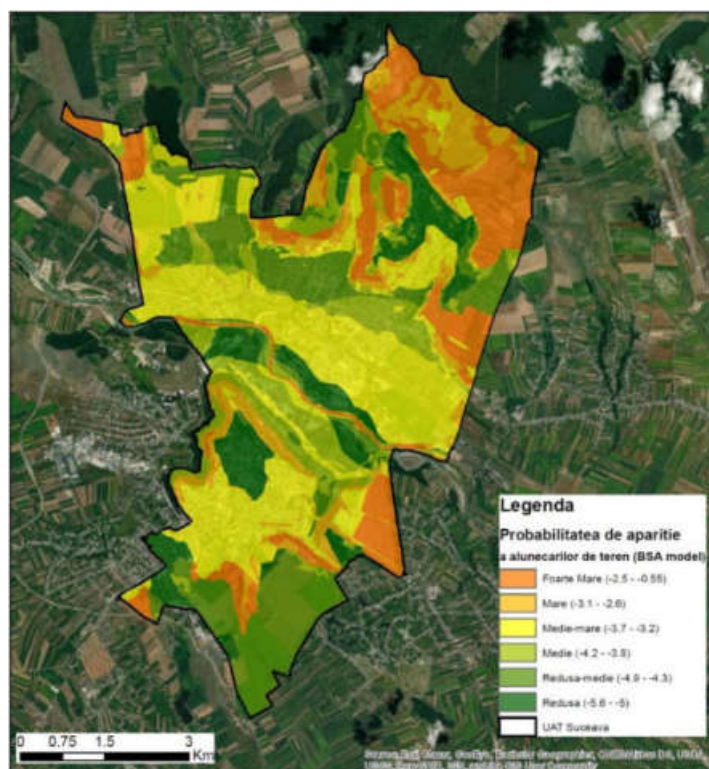 Legenda
Probabilitatea de aparitie
a alunecarilor de teren (BSA model)
Foarte Mare (-2.5 - -0.55)
Mare (-3.1 - -2.6)
Medie-mare (-3.7 - -3.2)
Medie (-4.2 - -3.8)
Redusa-medie (-4.9 - -4.3)
Redusa (-5.6 - -5)
UAT Suceava
0 0.75 1.5 3
Km